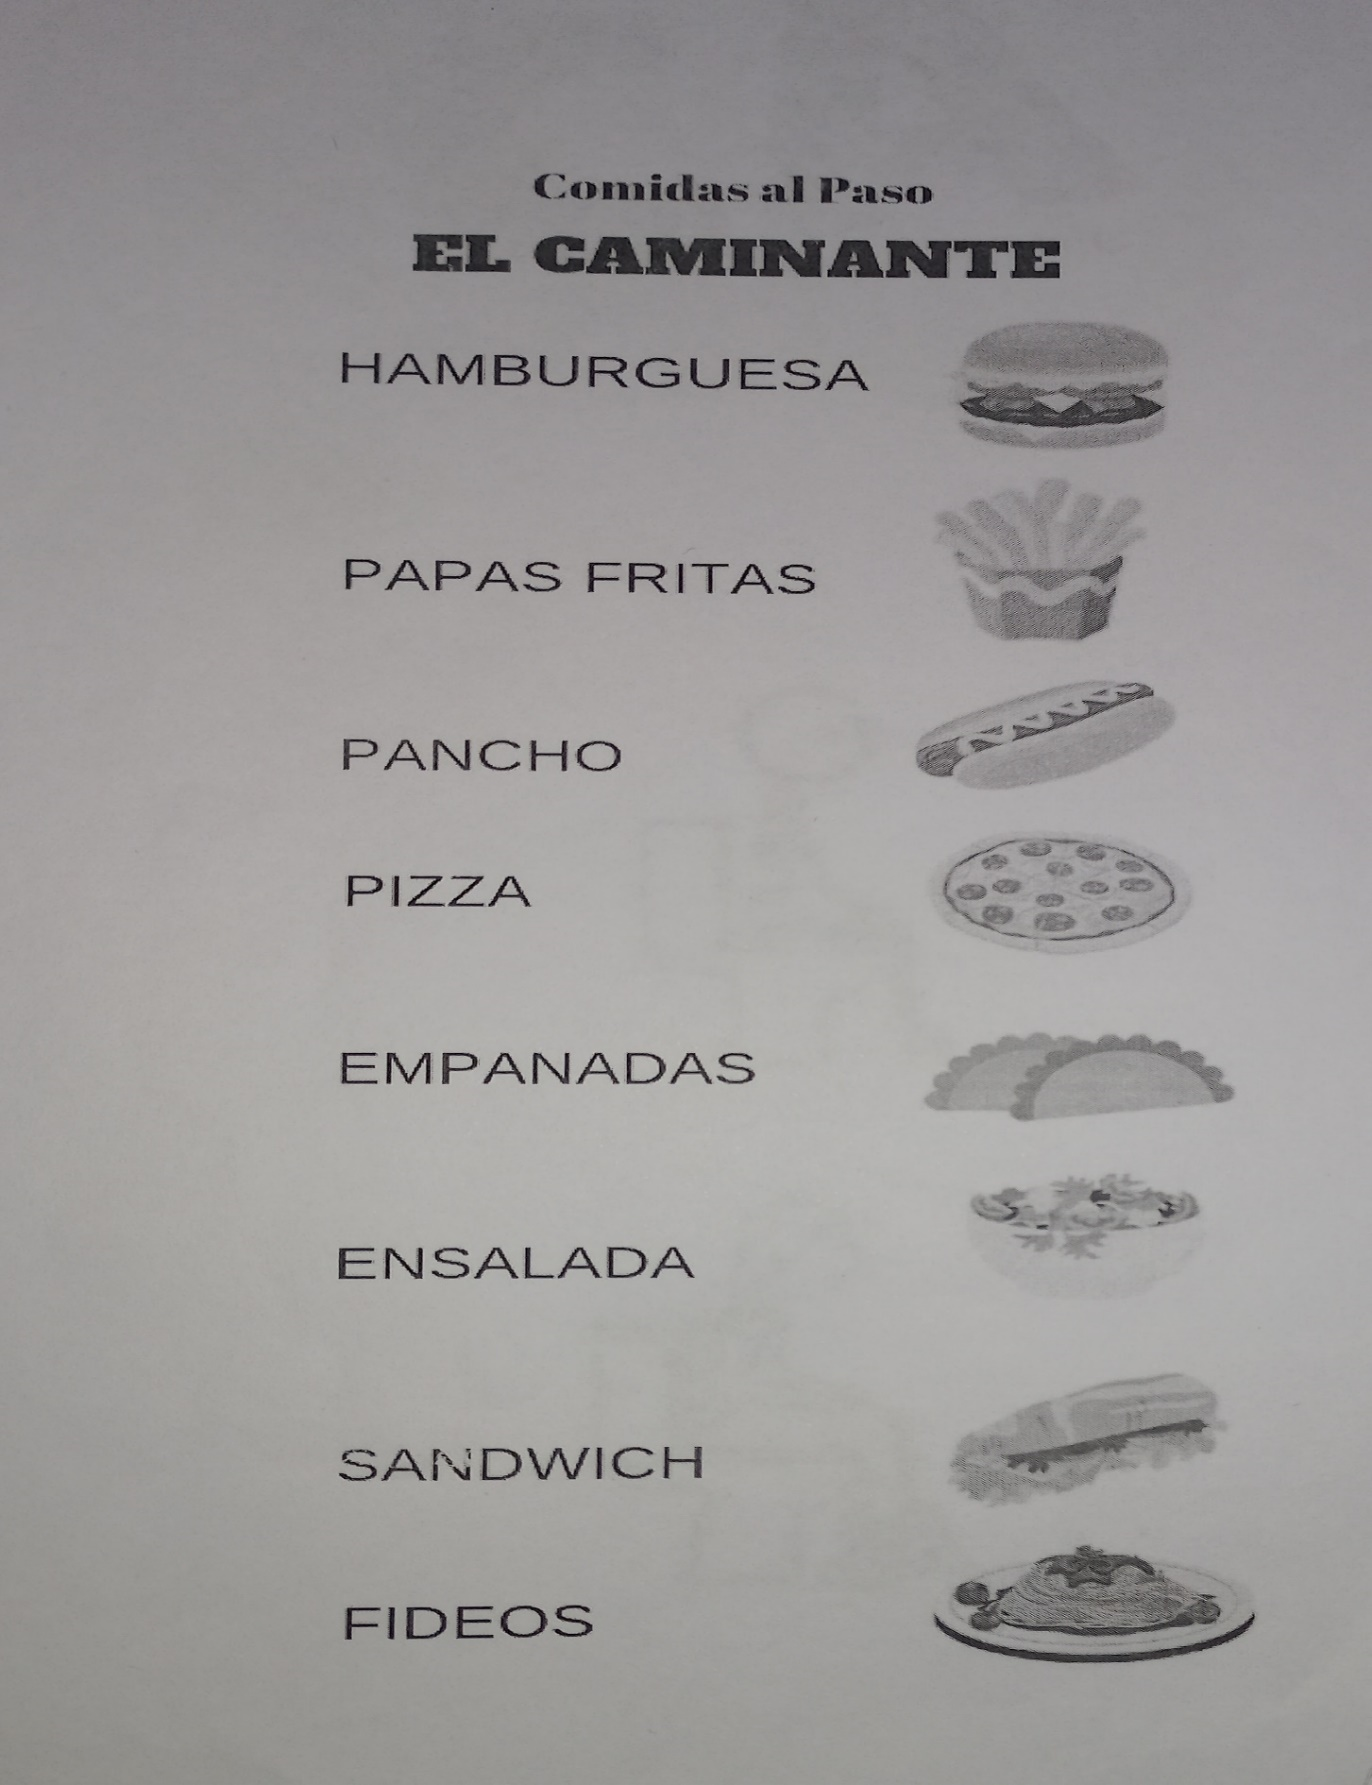 Comidas al Paso
EL CAMINANTE
HAMBURGUESA
PAPAS FRITAS
PANCHO
PIZZA
EMPANADAS
ENSALADA
SANDWICH
FIDEOS